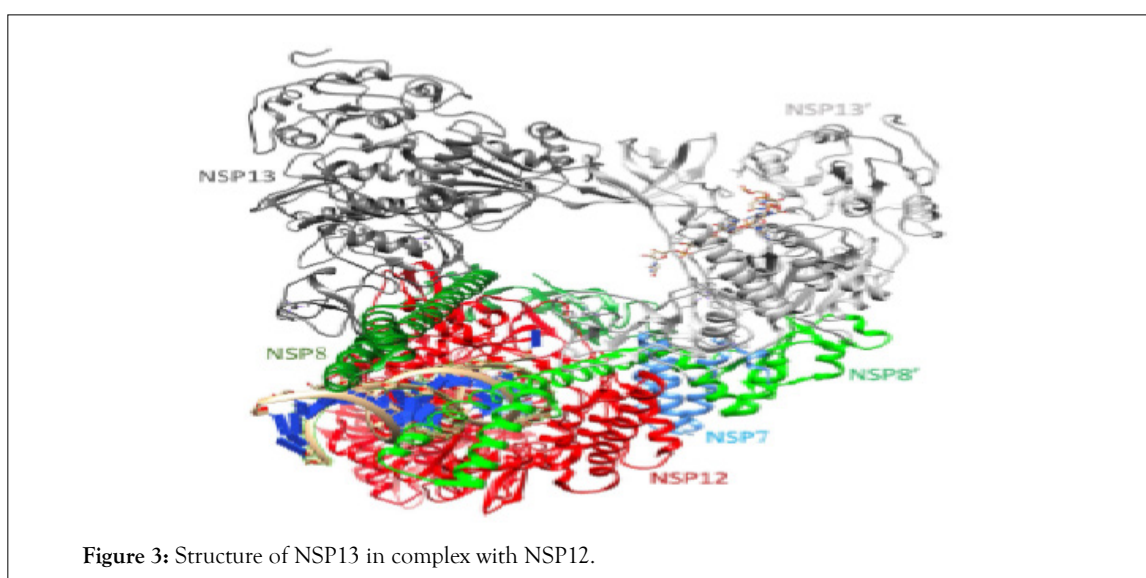 NSP13'
NSP13
NSP8
NSP8'
NSP7
NSP12
Figure 3: Structure of NSP13 in complex with NSP12.